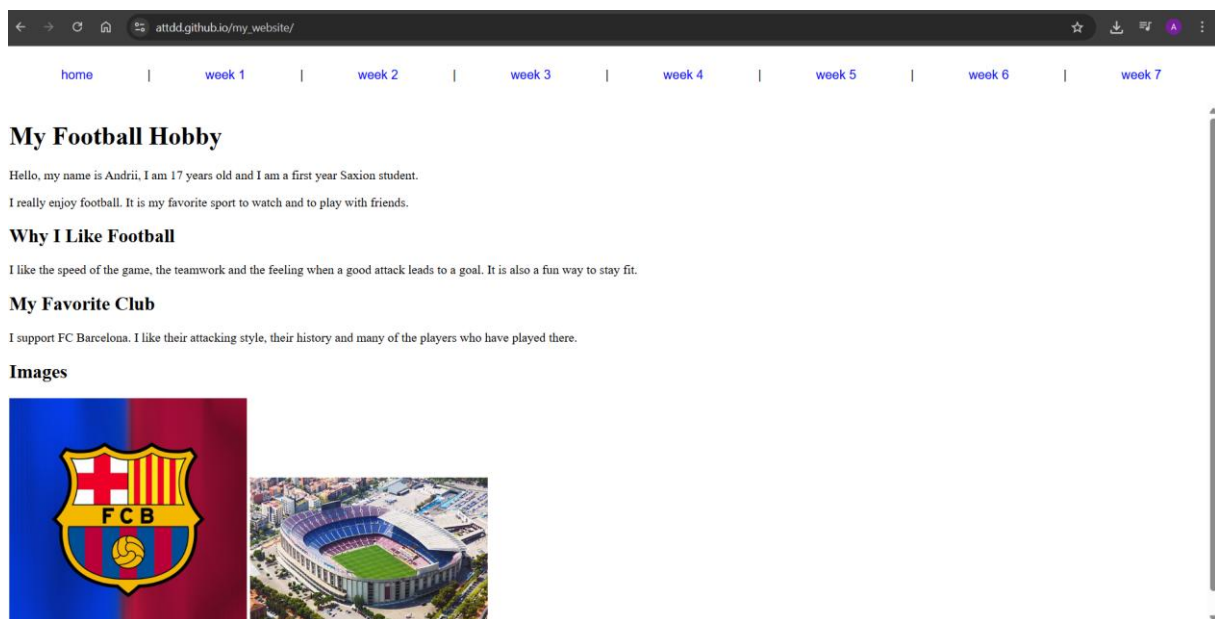 attdd.github.io/my_website/
A
home | week 1 | week 2 | week 3 | week 4 | week 5 | week 6 | week 7
My Football Hobby
Hello, my name is Andrii, I am 17 years old and I am a first year Saxion student.
I really enjoy football. It is my favorite sport to watch and to play with friends.
Why I Like Football
I like the speed of the game, the teamwork and the feeling when a good attack leads to a goal. It is also a fun way to stay fit.
My Favorite Club
I support FC Barcelona. I like their attacking style, their history and many of the players who have played there.
Images
FCB